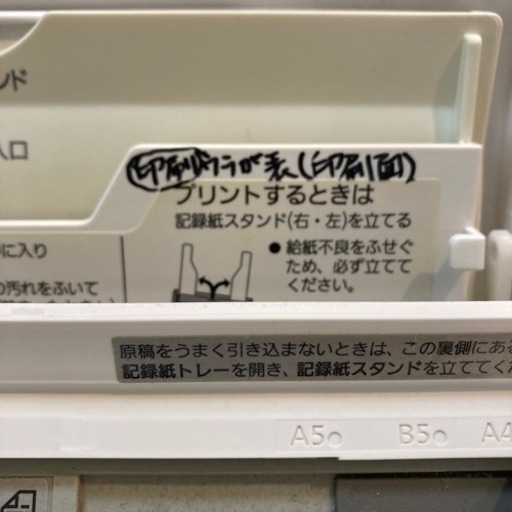 ンド
入口
印刷はウラが表(印刷面)
プリントするときは
記録紙スタンド(右・左)を立てる
● 給紙不良をふせぐ
ため、必ず立てて
ください。
に入り
の汚れをふいて
原稿をうまく引き込まないときは、この裏側にある
記録紙トレーを開き、記録紙スタンドを立ててくだ
A5 B5 A4